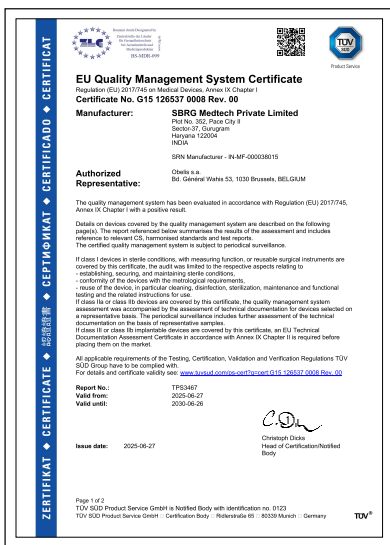 ZERTIFIKAT ◆ CERTIFICATE ◆ 認證證書 ◆ СЕРТИФИКАТ ◆ CERTIFICADO ◆ CERTIFICAT
ZLG
BS-MDR-099
TÜV
SÜD
Product Service
EU Quality Management System Certificate
Regulation (EU) 2017/745 on Medical Devices, Annex IX Chapter I
Certificate No. G15 126537 0008 Rev. 00
Manufacturer:
SBRG Medtech Private Limited
Plot No. 352, Pace City II
Sector-37, Gurugram
Haryana 122004
INDIA
SRN Manufacturer - IN-MF-000038015
Authorized
Representative:
Obelis s.a.
Bd. Général Wahis 53, 1030 Brussels, BELGIUM
The quality management system has been evaluated in accordance with Regulation (EU) 2017/745,
Annex IX Chapter I with a positive result.
Details on devices covered by the quality management system are described on the following
page(s). The report referenced below summarises the results of the assessment and includes
reference to relevant CS, harmonised standards and test reports.
The certified quality management system is subject to periodical surveillance.
If class I devices in sterile conditions, with measuring function, or reusable surgical instruments are
covered by this certificate, the audit was limited to the respective aspects relating to
- establishing, securing, and maintaining sterile conditions,
- conformity of the devices with the metrological requirements,
- reuse of the device, in particular cleaning, disinfection, sterilization, maintenance and functional
testing and the related instructions for use.
If class IIa or class IIb devices are covered by this certificate, the quality management system
assessment was accompanied by the assessment of technical documentation for devices selected on
a representative basis. The periodical surveillance includes further assessment of the technical
documentation on the basis of representative samples.
If class III or class IIb implantable devices are covered by this certificate, an EU Technical
Documentation Assessment Certificate in accordance with Annex IX Chapter II is required before
placing them on the market.
All applicable requirements of the Testing, Certification, Validation and Verification Regulations TÜV
SÜD Group have to be complied with.
For details and certificate validity see: www.tuvsud.com/ps-cert?q=cert:G15 126537 0008 Rev. 00
Report No.: TPS3467
Valid from: 2025-06-27
Valid until: 2030-06-26
Issue date: 2025-06-27
Christoph Dicks
Head of Certification/Notified
Body
Page 1 of 2
TÜV SÜD Product Service GmbH is Notified Body with identification no. 0123
TÜV SÜD Product Service GmbH □ Certification Body □ Ridlerstraße 65 □ 80339 Munich □ Germany
TÜV®